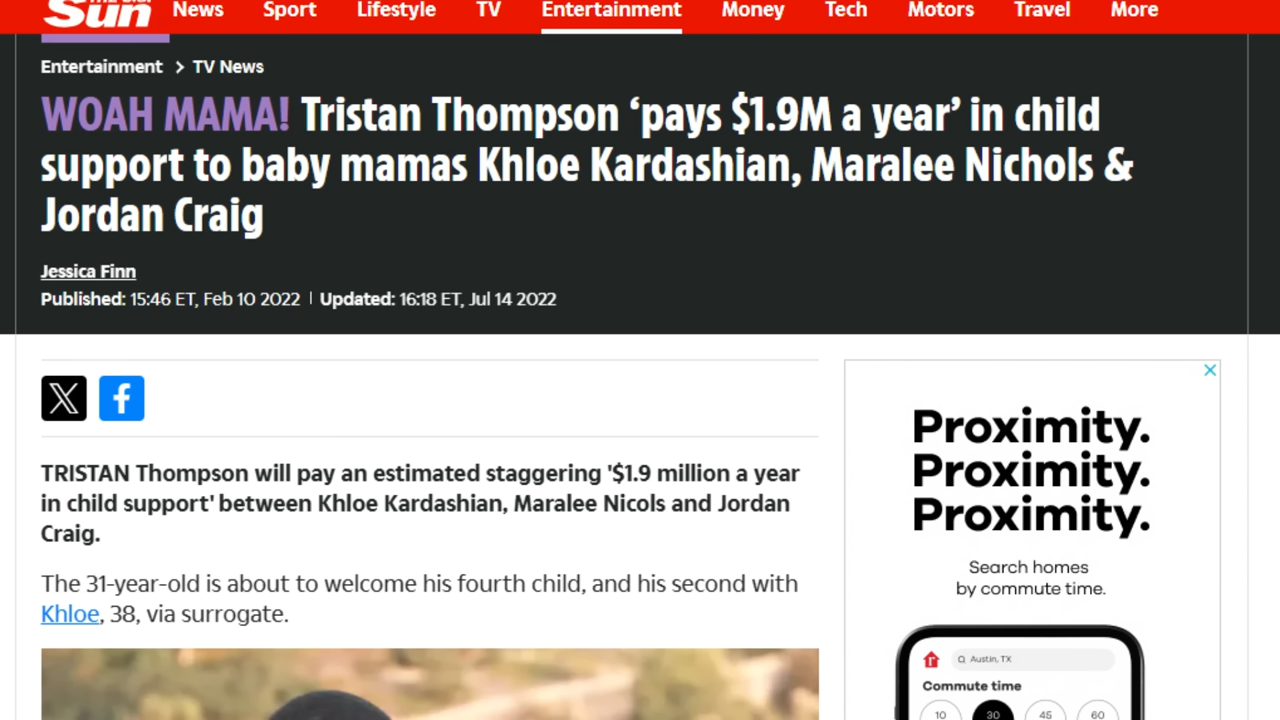 Sun
News Sport Lifestyle TV Entertainment Money Tech Motors Travel More
Entertainment > TV News
WOAH MAMA! Tristan Thompson ‘pays $1.9M a year’ in child
support to baby mamas Khloe Kardashian, Maralee Nichols &
Jordan Craig
Jessica Finn
Published: 15:46 ET, Feb 10 2022 | Updated: 16:18 ET, Jul 14 2022
TRISTAN Thompson will pay an estimated staggering '$1.9 million a year
in child support' between Khloe Kardashian, Maralee Nicols and Jordan
Craig.
The 31-year-old is about to welcome his fourth child, and his second with
Khloe, 38, via surrogate.
Proximity.
Proximity.
Proximity.
Search homes
by commute time.
Austin, TX
Commute time
10 30 45 60